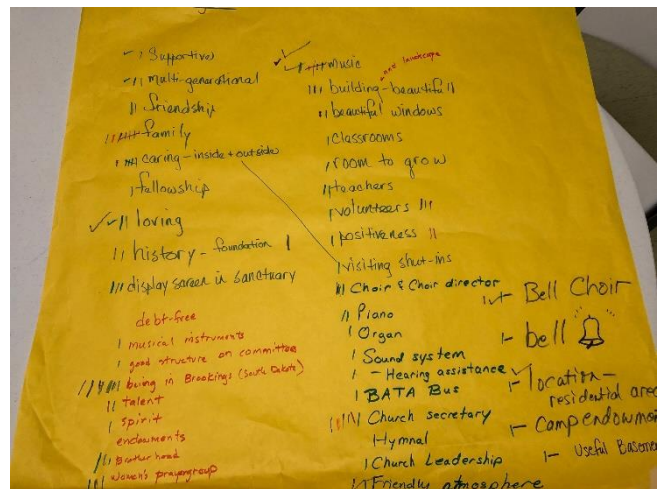 supportive
multi-generational
friendship
family
caring - inside + outside
fellowship
loving
history - foundation
display screen in sanctuary
debt-free
musical instruments
good structure on committee
being in Brookings (South Dakota)
talent
spirit
endowments
Brotherhood
Women's prayer group
music
and landscape
building - beautiful
beautiful windows
classrooms
room to grow
teachers
volunteers
positiveness
visiting shut-ins
Choir & Choir director
Piano
Organ
Sound system
- Hearing assistance
BATA Bus
Church secretary
Hymnal
Church Leadership
Friendly atmosphere
Bell Choir
bell
location -
residential area
Camp endowment
Useful Basement